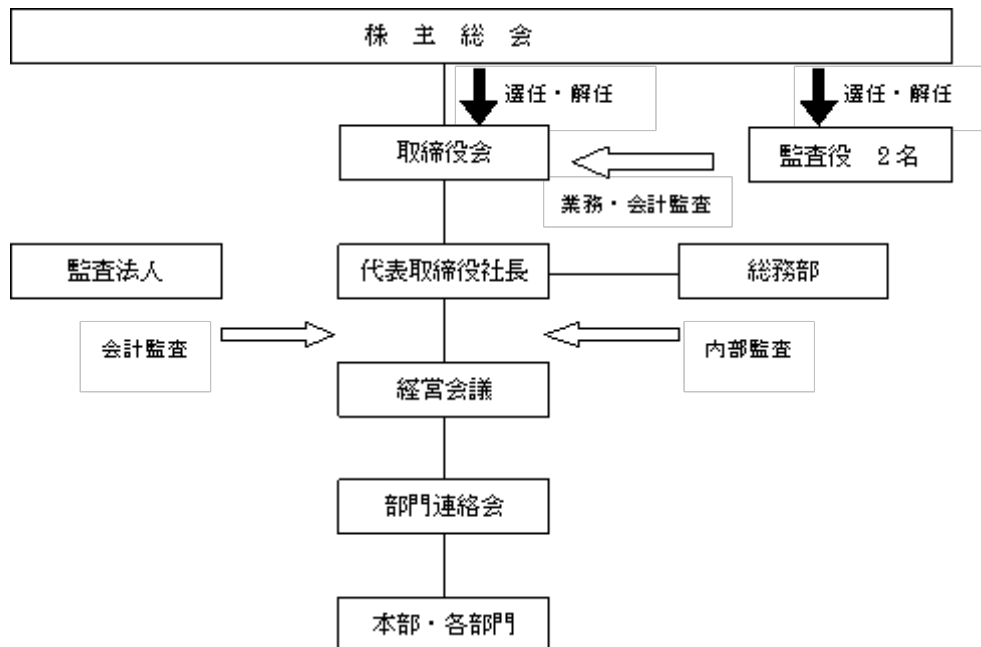 株 主 総 会
選任・解任
選任・解任
取締役会
監査役 2名
業務・会計監査
監査法人
代表取締役社長
総務部
会計監査
内部監査
経営会議
部門連絡会
本部・各部門